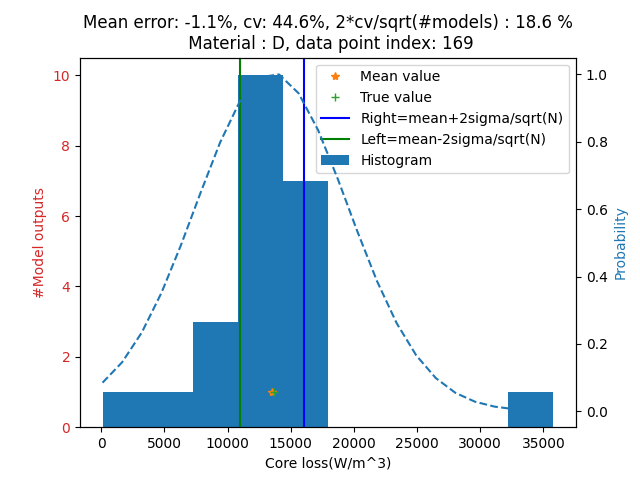 Mean error: -1.1%, cv: 44.6%, 2*cv/sqrt(#models) : 18.6 %
Material : D, data point index: 169
Mean value
True value
Right=mean+2sigma/sqrt(N)
Left=mean-2sigma/sqrt(N)
Histogram
#Model outputs
10
8
6
4
2
0
1.0
0.8
0.6
0.4
0.2
0.0
Probability
0 5000 10000 15000 20000 25000 30000 35000
Core loss(W/m^3)